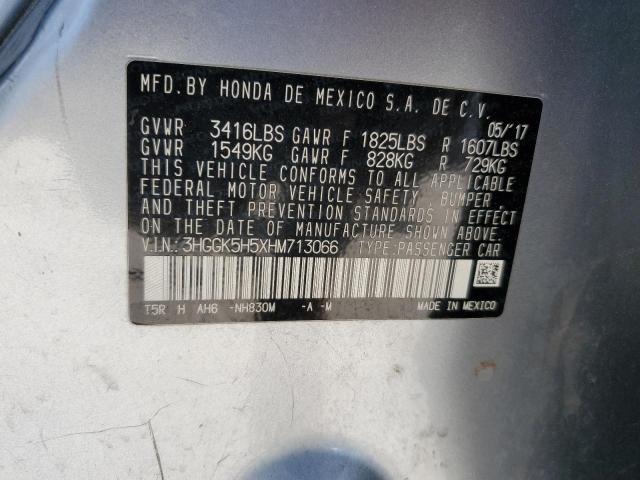 MFD.BY HONDA DE MEXICO S.A. DE C.V.
05/'17
GVWR 3416LBS GAWR F 1825LBS R 1607LBS
GVWR 1549KG GAWR F 828KG R 729KG
THIS VEHICLE CONFORMS TO ALL APPLICABLE
FEDERAL MOTOR VEHICLE SAFETY, BUMPER,
AND THEFT PREVENTION STANDARDS IN EFFECT
ON THE DATE OF MANUFACTURE SHOWN ABOVE.
V.I.N.: 3HGGK5H5XHM713066 TYPE:PASSENGER CAR
T5R H AH6 -NH830M -A -M MADE IN MEXICO